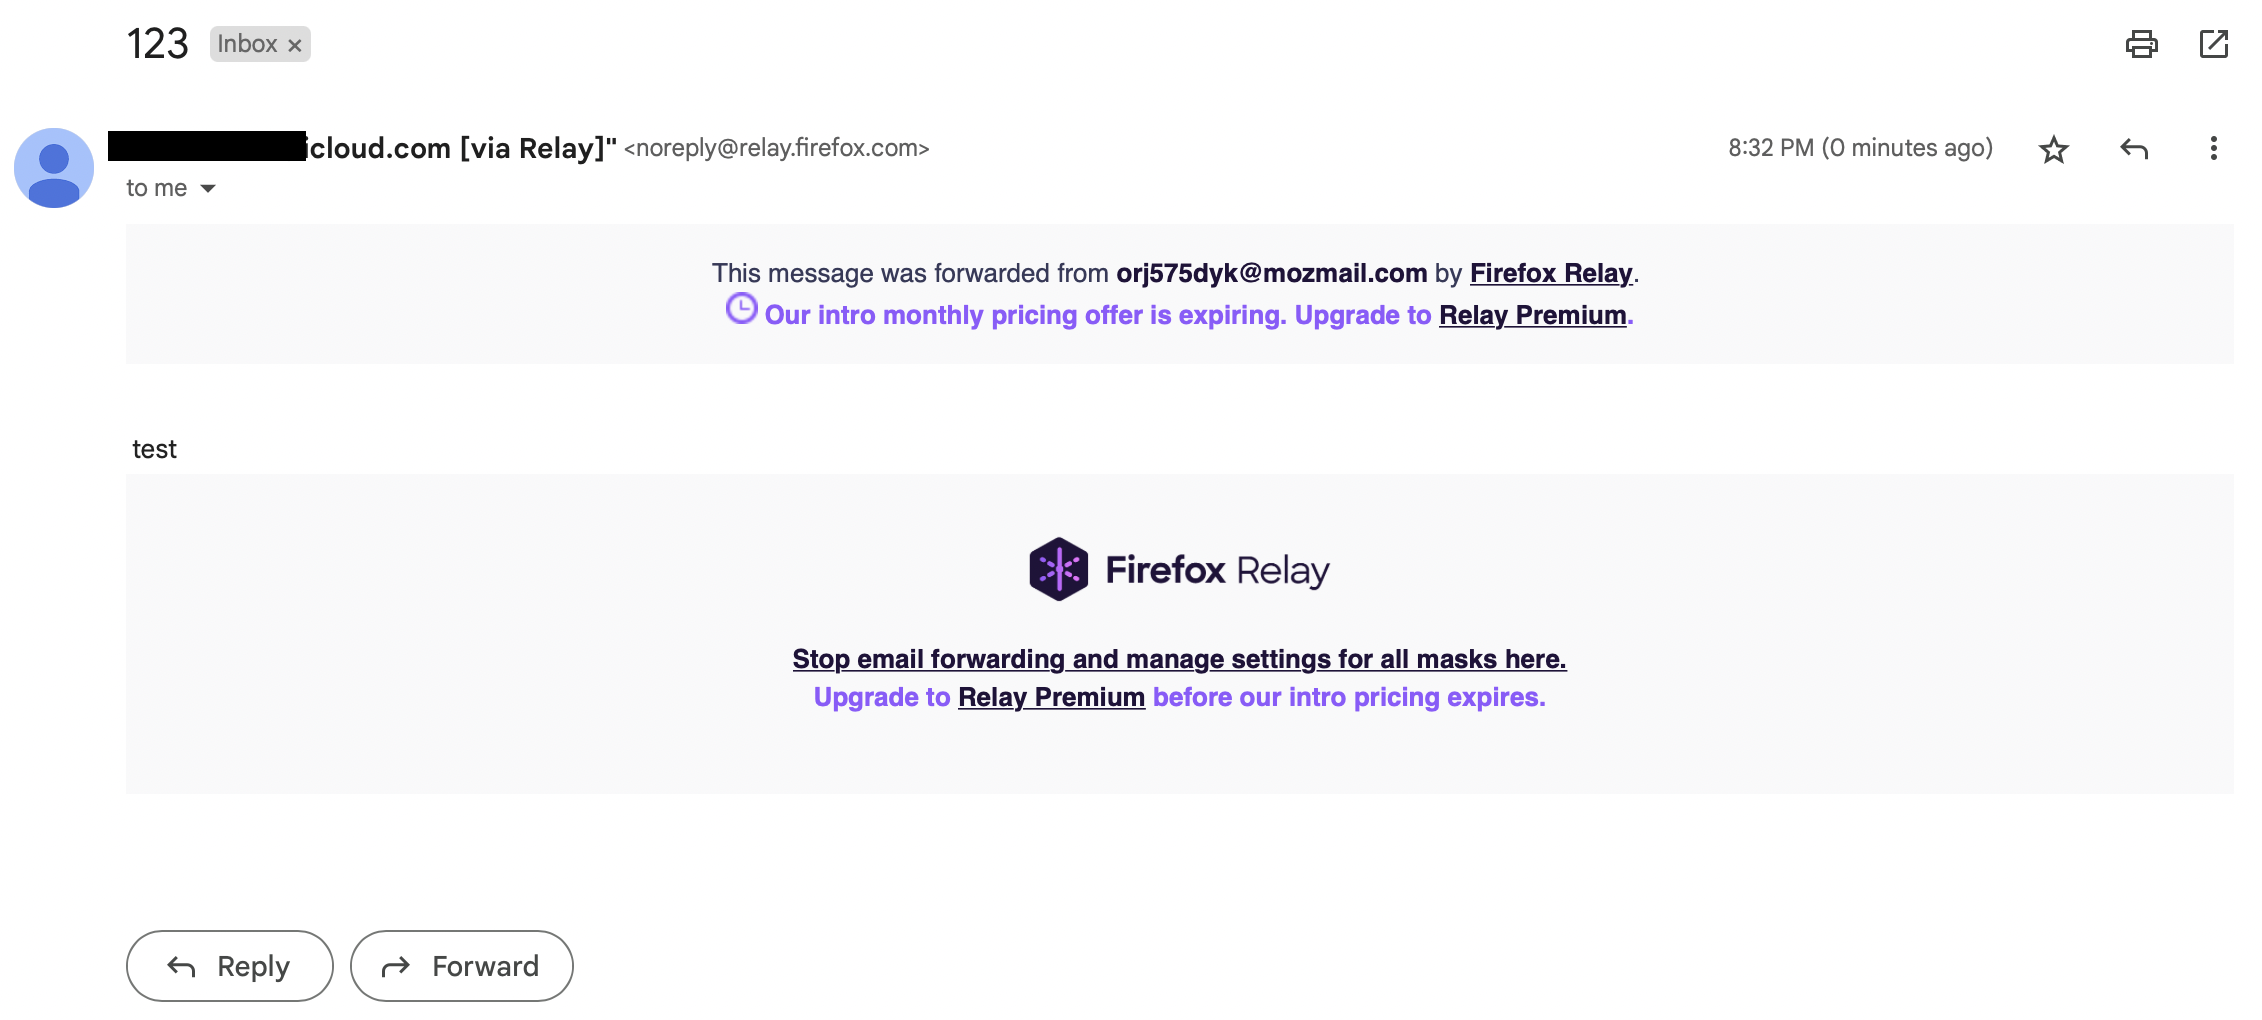 123 Inbox ×
icloud.com [via Relay]" <noreply@relay.firefox.com> 8:32 PM (0 minutes ago)
to me
This message was forwarded from orj575dyk@mozmail.com by Firefox Relay.
Our intro monthly pricing offer is expiring. Upgrade to Relay Premium.
test
Firefox Relay
Stop email forwarding and manage settings for all masks here.
Upgrade to Relay Premium before our intro pricing expires.
Reply Forward